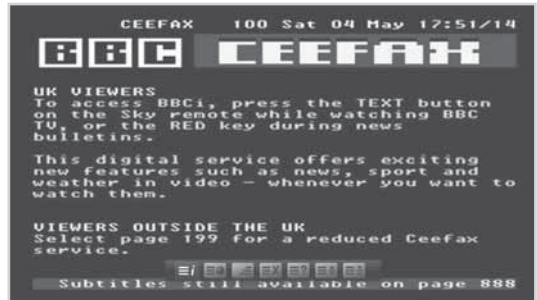 CEEFAX 100 Sat 04 May 17:51/14
BBC CEEFAX
UK VIEWERS
To access BBCi, press the TEXT button
on the Sky remote while watching BBC
TV, or the RED key during news
bulletins.
This digital service offers exciting
new features such as news, sport and
weather in video – whenever you want to
watch them.
VIEWERS OUTSIDE THE UK
Select page 199 for a reduced Ceefax
service.
Subtitles still available on page 888